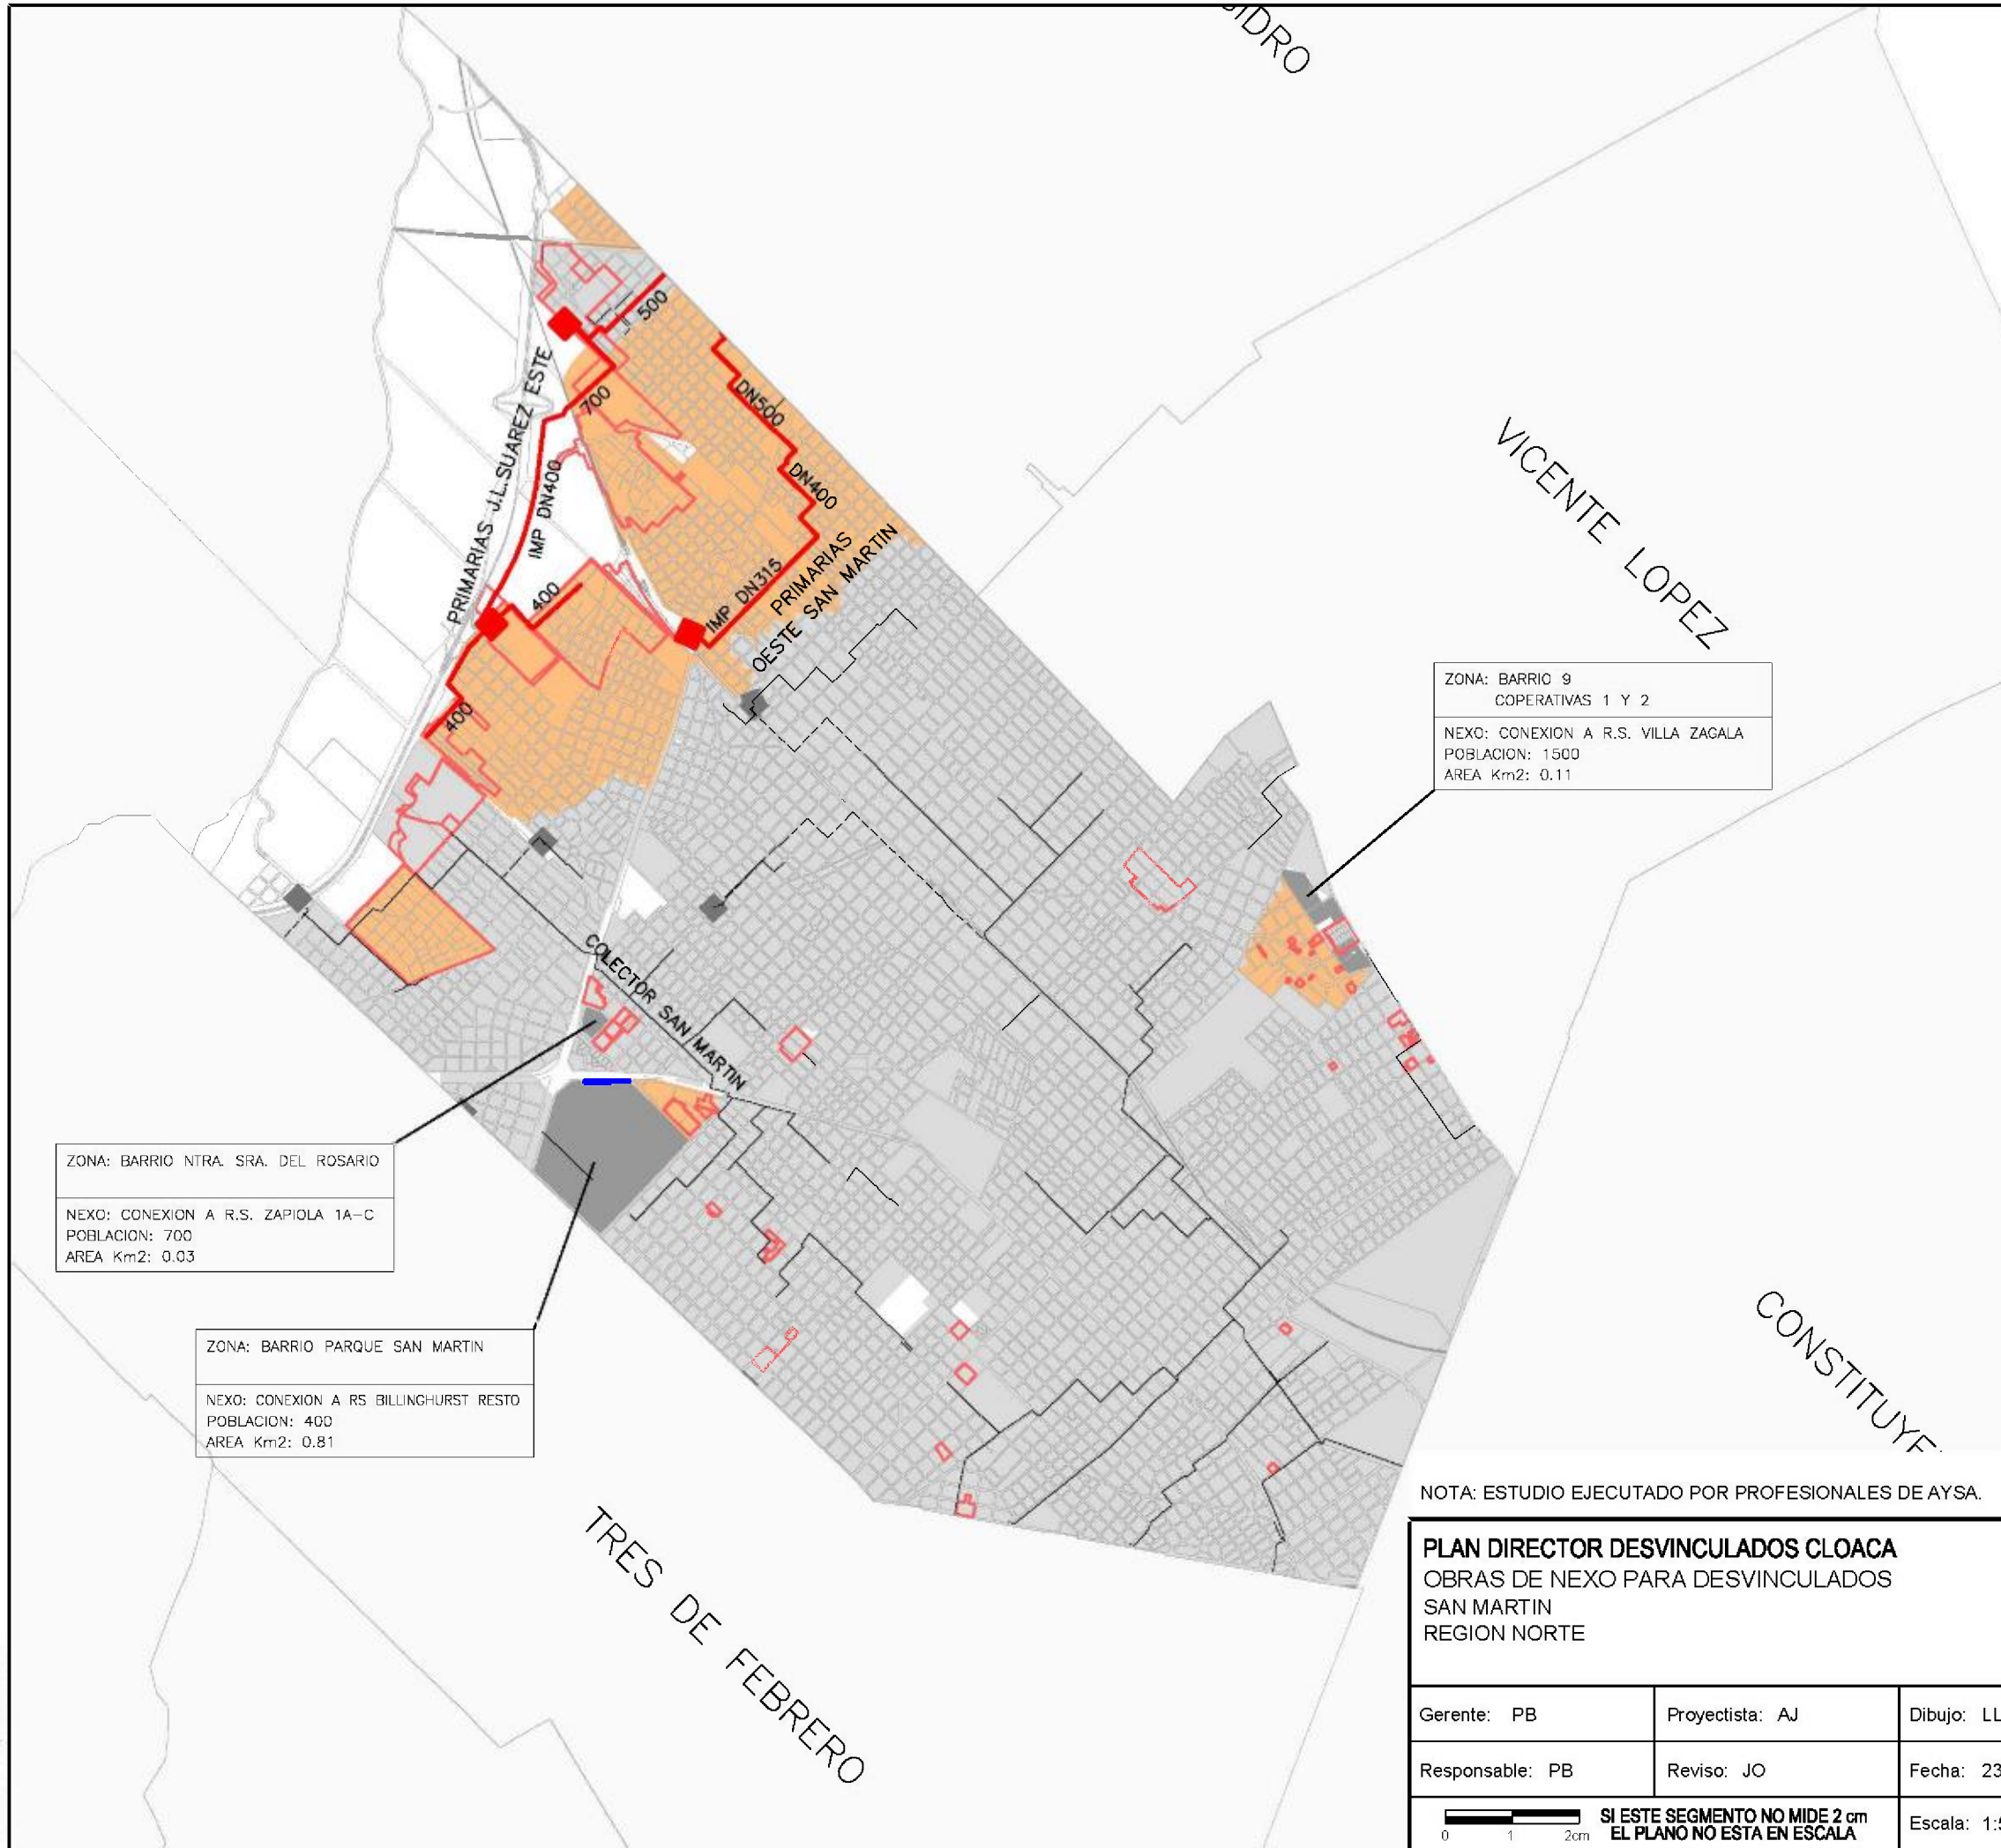 VICENTE LOPEZ
PRIMARIAS J.L.SUAREZ ESTE
500
700
DN500
DN400
IMP DN400
400
IMP DN315
PRIMARIAS
OESTE SAN MARTIN
400
COLECTOR SAN MARTIN
ZONA: BARRIO 9
COPERATIVAS 1 Y 2
NEXO: CONEXION A R.S. VILLA ZAGALA
POBLACION: 1500
AREA Km2: 0.11
ZONA: BARRIO NTRA. SRA. DEL ROSARIO
NEXO: CONEXION A R.S. ZAPIOLA 1A-C
POBLACION: 700
AREA Km2: 0.03
ZONA: BARRIO PARQUE SAN MARTIN
NEXO: CONEXION A RS BILLINGHURST RESTO
POBLACION: 400
AREA Km2: 0.81
TRES DE FEBRERO
NOTA: ESTUDIO EJECUTADO POR PROFESIONALES DE AYSA.
PLAN DIRECTOR DESVINCULADOS CLOACA
OBRAS DE NEXO PARA DESVINCULADOS
SAN MARTIN
REGION NORTE
Gerente: PB
Proyectista: AJ
Dibujo: LL
Responsable: PB
Reviso: JO
Fecha: 23
0 1 2cm
SI ESTE SEGMENTO NO MIDE 2 cm
EL PLANO NO ESTA EN ESCALA
Escala: